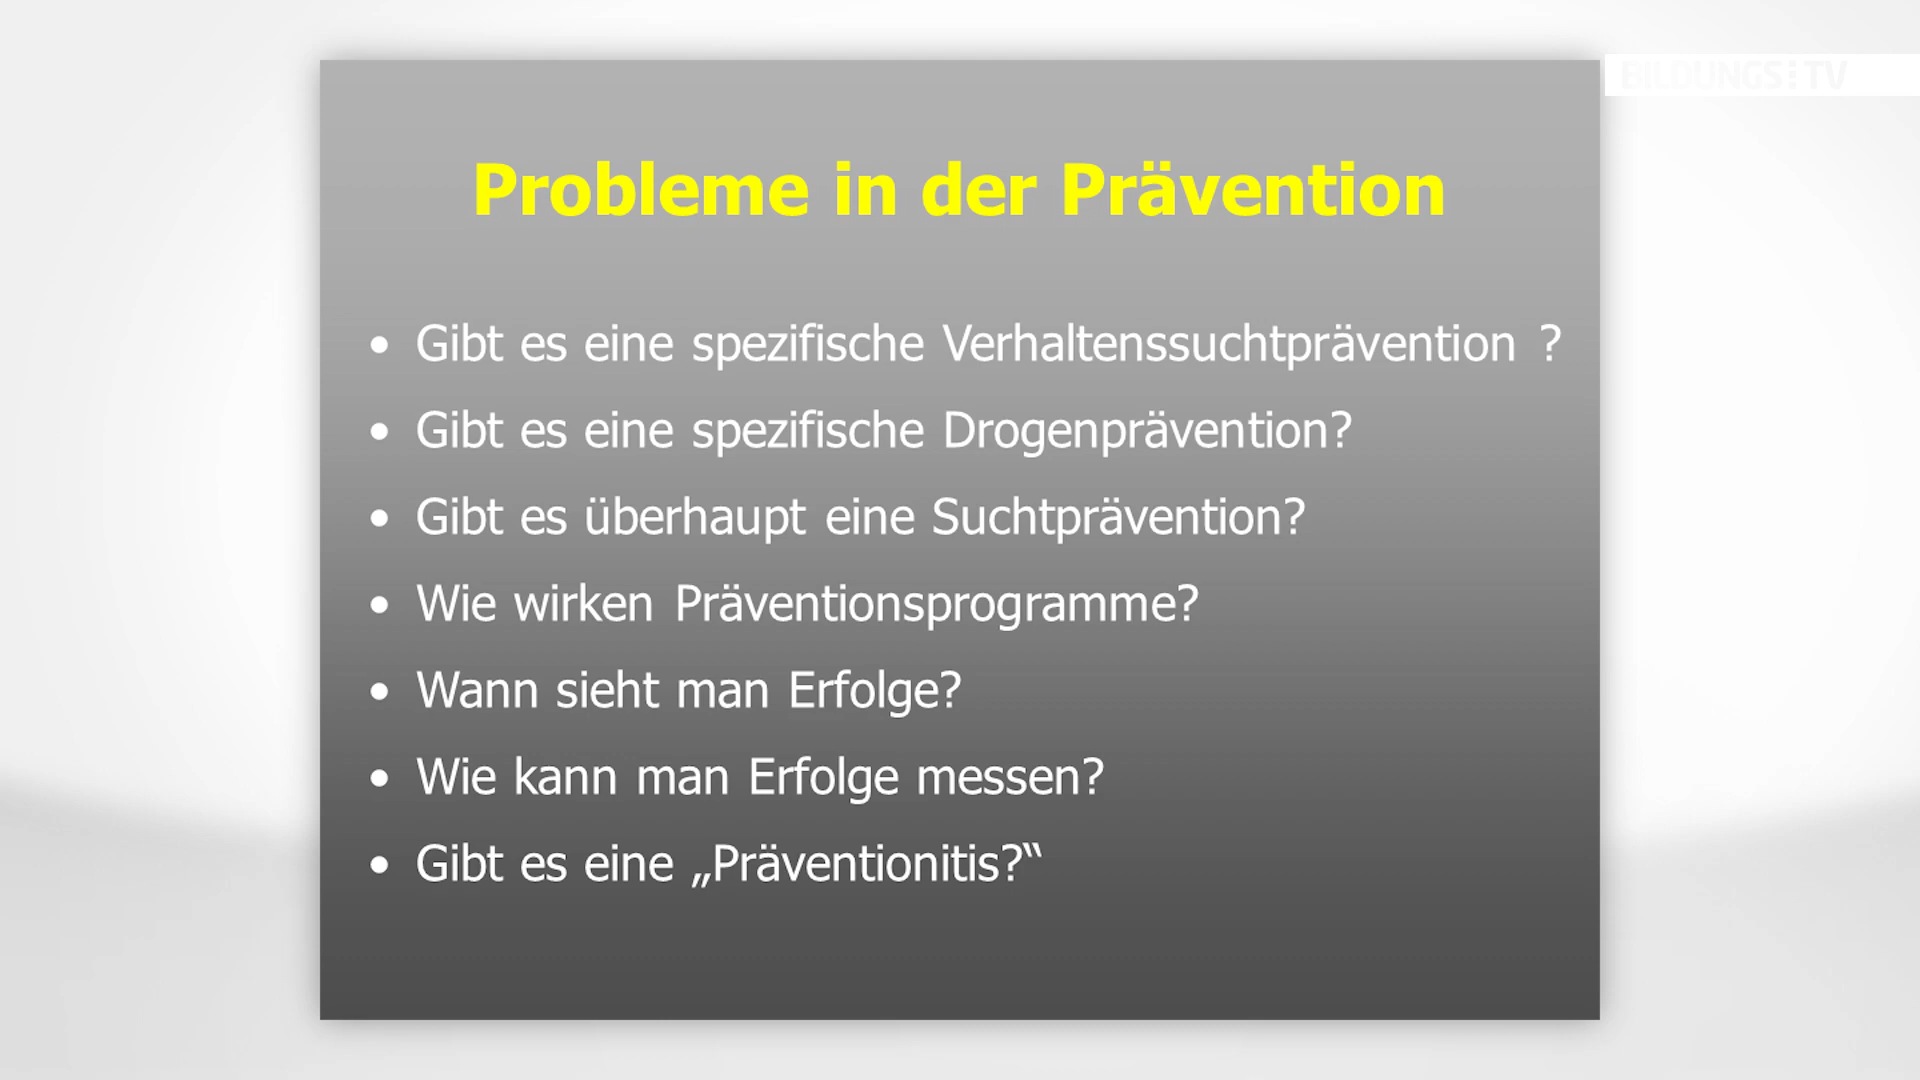 BILDUNGS TV
Probleme in der Prävention
• Gibt es eine spezifische Verhaltenssuchtprävention ?
• Gibt es eine spezifische Drogenprävention?
• Gibt es überhaupt eine Suchtprävention?
• Wie wirken Präventionsprogramme?
• Wann sieht man Erfolge?
• Wie kann man Erfolge messen?
• Gibt es eine „Präventionitis?“